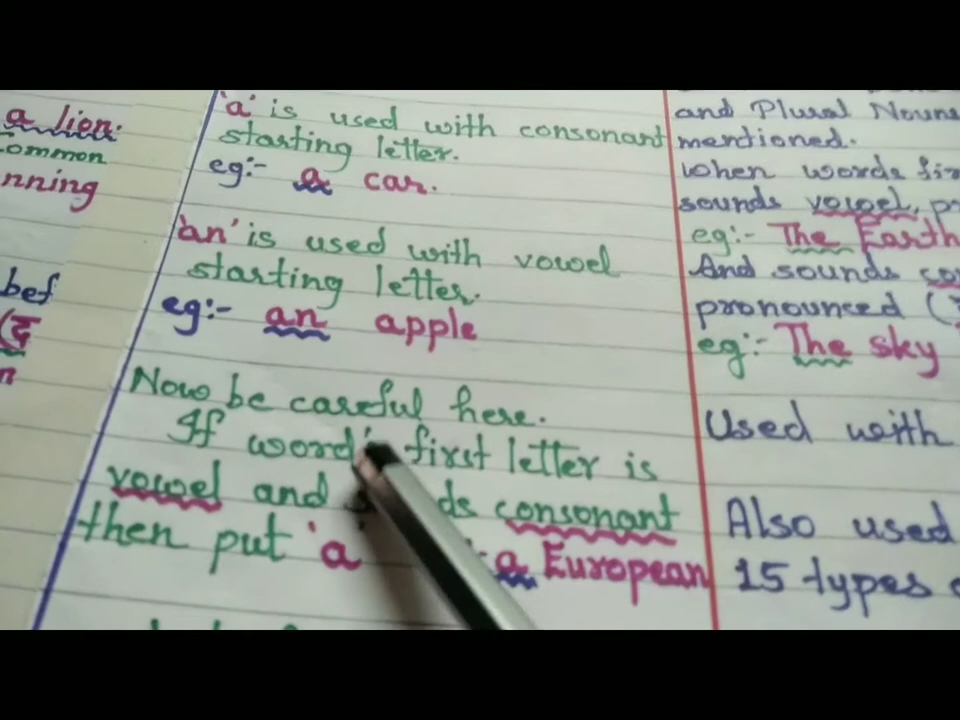 a lion.
Common
nning
bef
(द
n
'a' is used with consonant
starting letter.
eg:- a car.
'an' is used with vowel
starting letter.
eg:- an apple
Now be careful here.
If word's first letter is
vowel and ds consonant
then put 'a' a European
and Plural Nouns
mentioned.
When words fir
sounds vowel, pr
eg:- The Earth
And sounds co
pronounced (
eg:- The sky
Used with
Also used
15 types